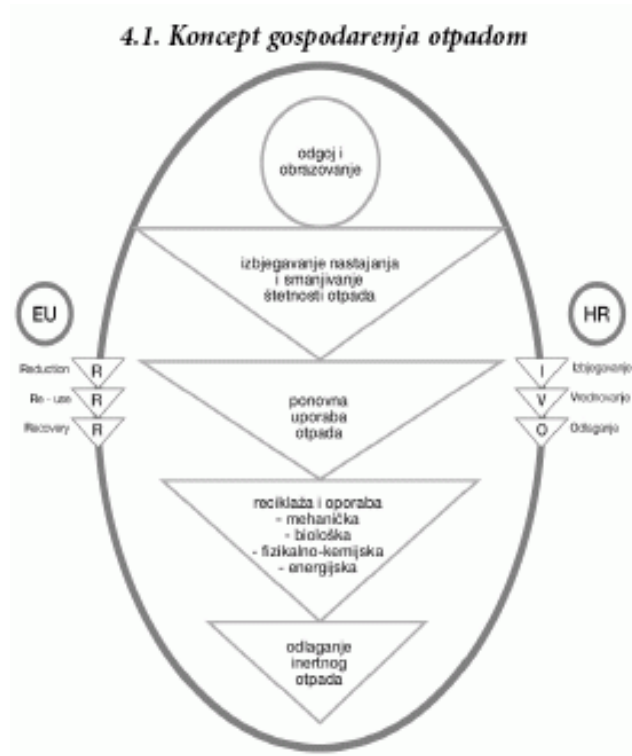 4.1. Koncept gospodarenja otpadom
odgoj i
obrazovanje
izbjegavanje nastajanja
i smanjivanje
štetnosti otpada
EU
HR
Reduction R
Re - use R
Recovery R
I Izbjegavanje
V Vrednovanje
O Odlaganje
ponovna
uporaba
otpada
reciklaža i oporaba
- mehanička
- biološka
- fizikalno-kemijska
- energijska
odlaganje
inertnog
otpada